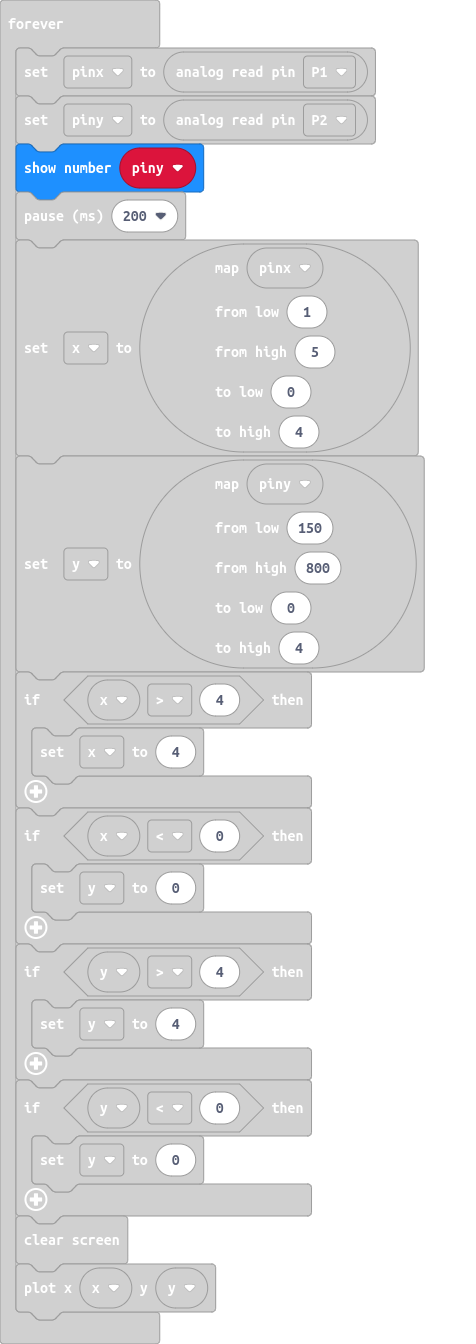 forever
set pinx to analog read pin P1
set piny to analog read pin P2
show number piny
pause (ms) 200
map pinx
from low 1
set x to from high 5
to low 0
to high 4
map piny
from low 150
set y to from high 800
to low 0
to high 4
if x > 4 then
set x to 4
if x < 0 then
set y to 0
if y > 4 then
set y to 4
if y < 0 then
set y to 0
clear screen
plot x x y y